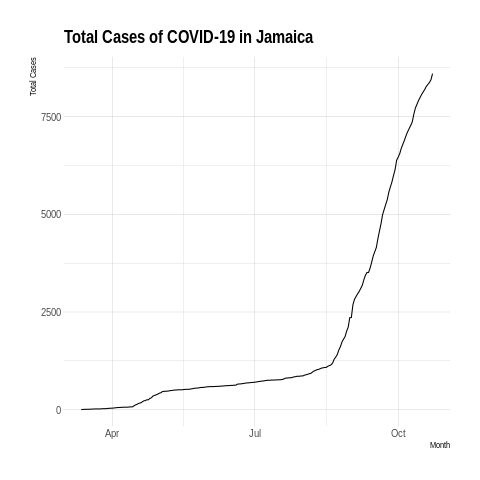 Total Cases of COVID-19 in Jamaica
Total Cases
7500
5000
2500
0
Apr
Jul
Oct
Month